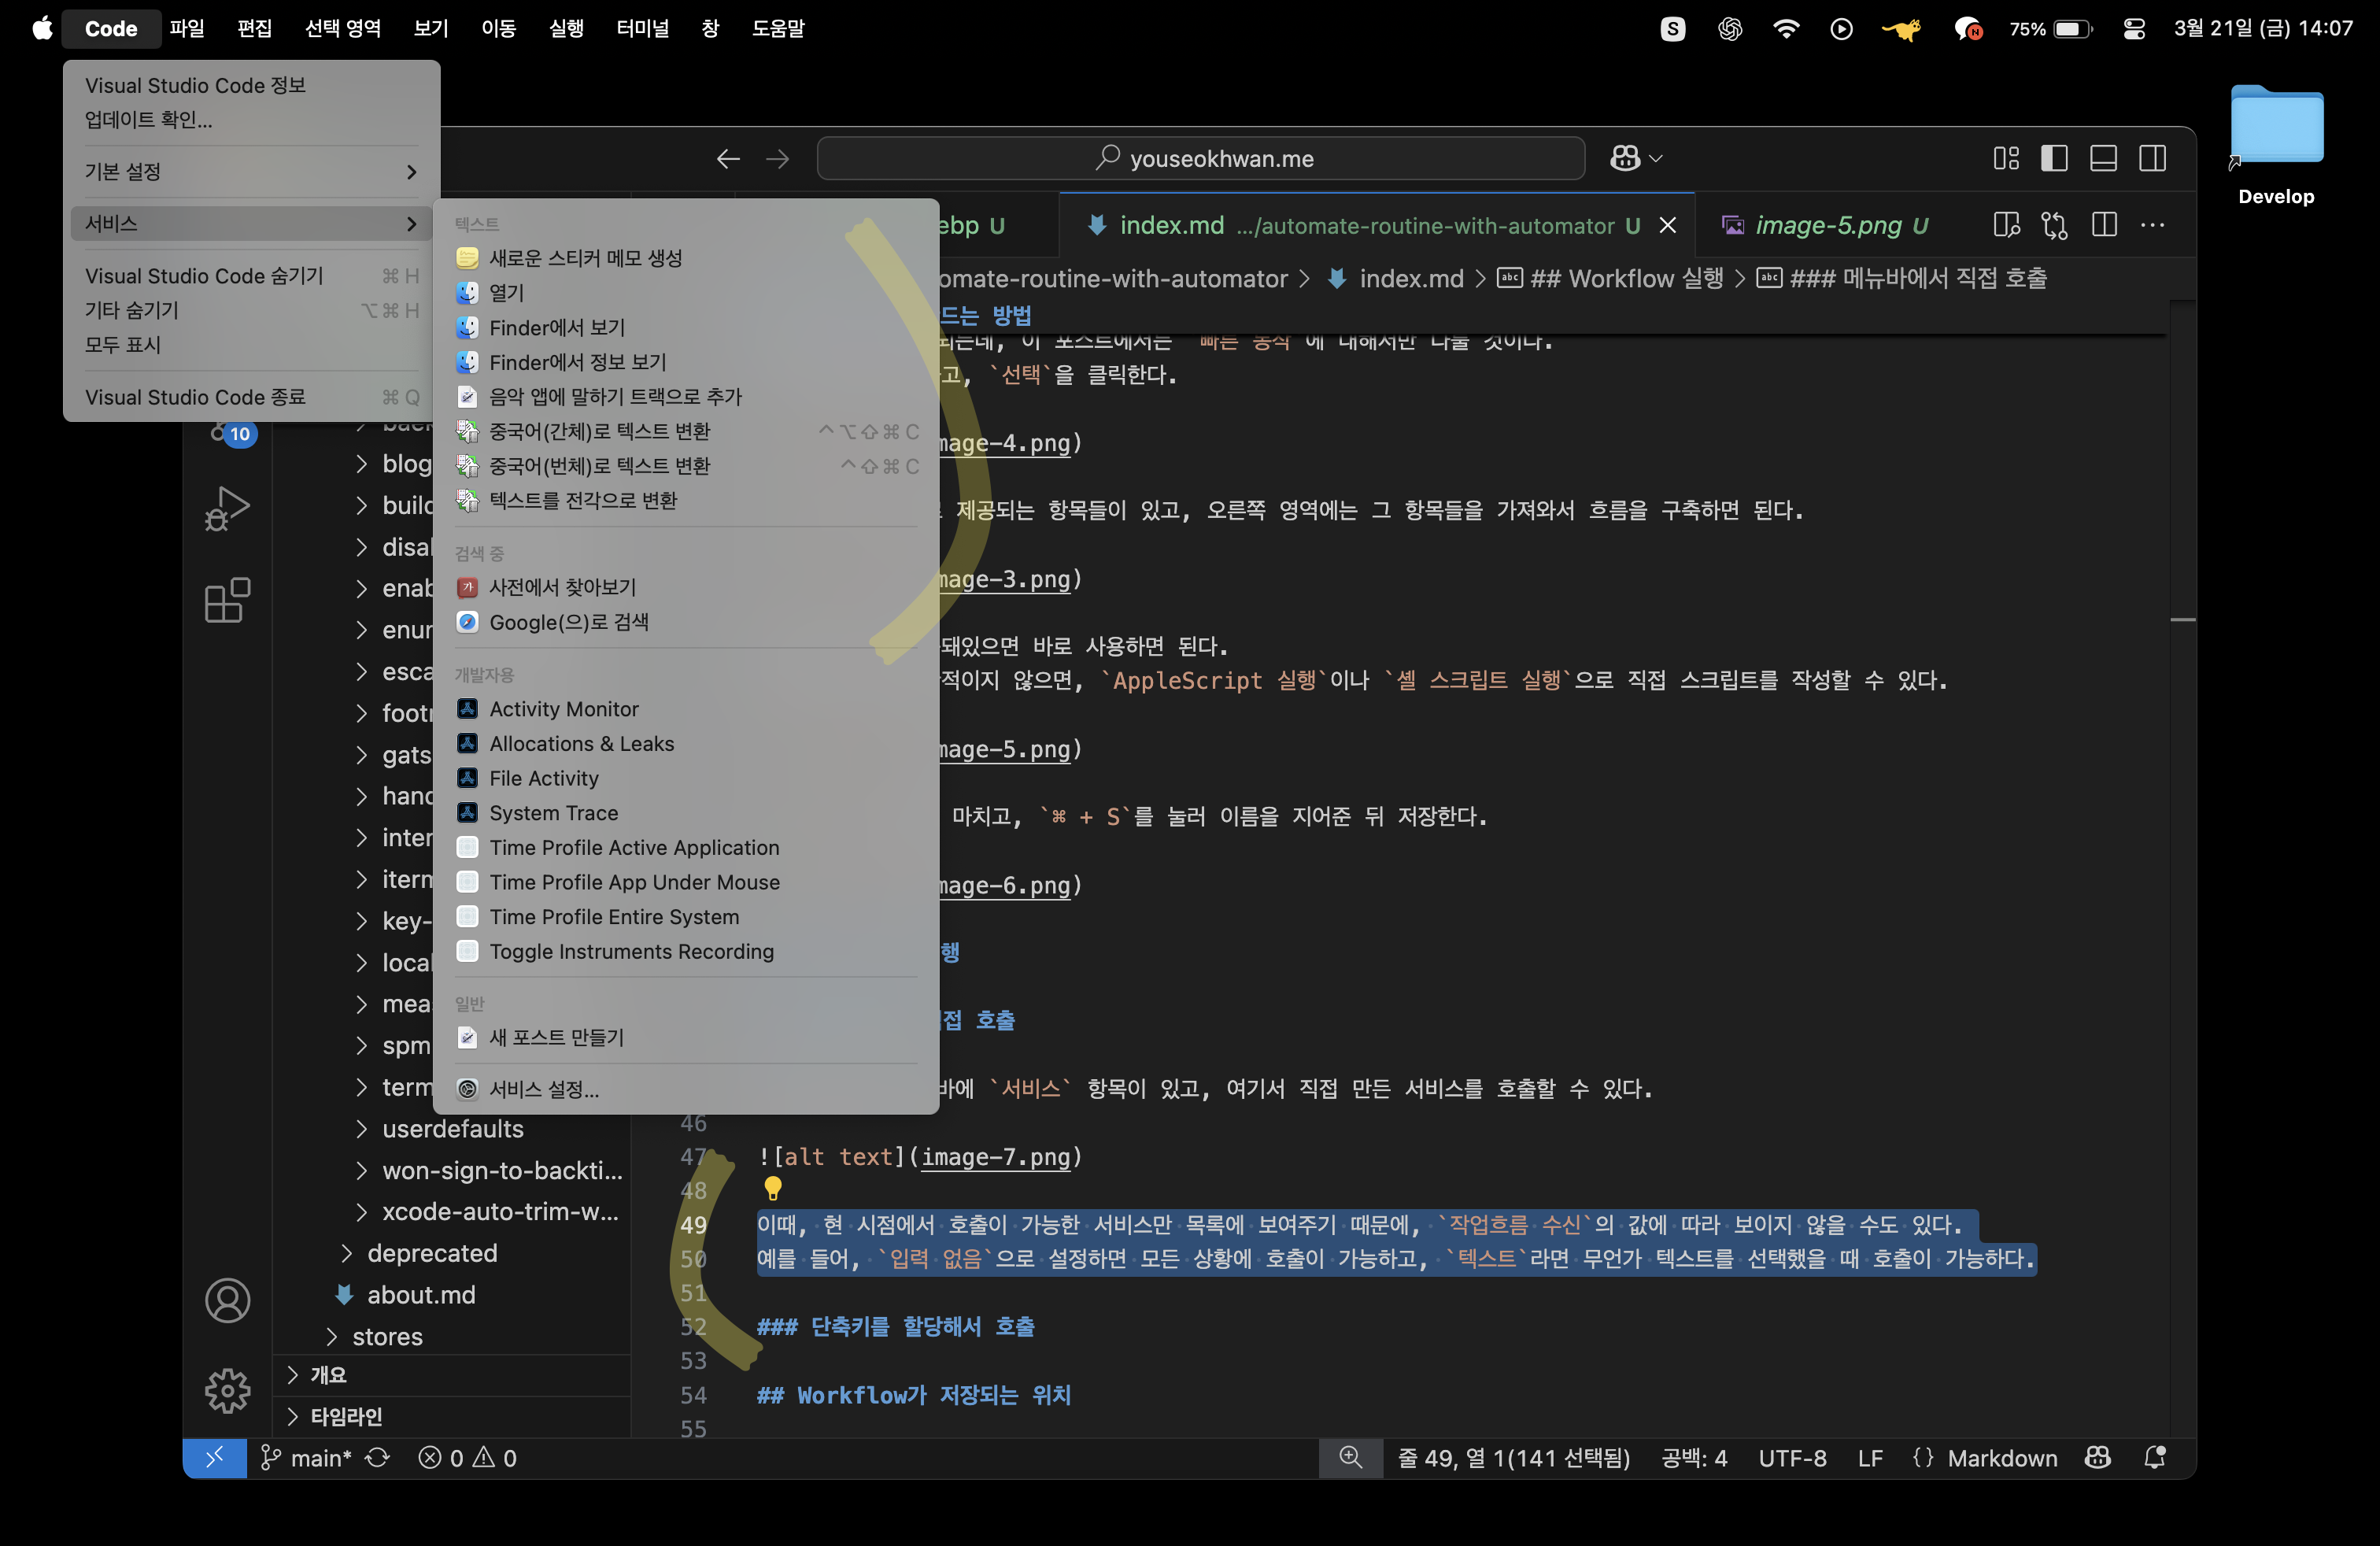 Code 파일 편집 선택 영역 보기 이동 실행 터미널 창 도움말 75% 3월 21일 (금) 14:07
Visual Studio Code 정보
업데이트 확인...
기본 설정
서비스
Visual Studio Code 숨기기 ⌘ H
기타 숨기기 ⌥ ⌘ H
모두 표시
Visual Studio Code 종료 ⌘ Q
텍스트
새로운 스티커 메모 생성
열기
Finder에서 보기
Finder에서 정보 보기
음악 앱에 말하기 트랙으로 추가
중국어(간체)로 텍스트 변환 ^ ⌥ ⇧ ⌘ C
중국어(번체)로 텍스트 변환 ^ ⇧ ⌘ C
텍스트를 전각으로 변환
검색 중
사전에서 찾아보기
Google(으)로 검색
개발자용
Activity Monitor
Allocations & Leaks
File Activity
System Trace
Time Profile Active Application
Time Profile App Under Mouse
Time Profile Entire System
Toggle Instruments Recording
일반
새 포스트 만들기
서비스 설정...
Develop
youseokhwan.me
ebp U
index.md .../automate-routine-with-automator U
image-5.png U
omate-routine-with-automator > index.md > ## Workflow 실행 > ### 메뉴바에서 직접 호출
드는 방법
되는데, 이 포스트에서는 `빠른 동작`에 대해서만 다룰 것이다.
고, `선택`을 클릭한다.
mage-4.png)
제공되는 항목들이 있고, 오른쪽 영역에는 그 항목들을 가져와서 흐름을 구축하면 된다.
mage-3.png)
돼있으면 바로 사용하면 된다.
적이지 않으면, `AppleScript 실행`이나 `셸 스크립트 실행`으로 직접 스크립트를 작성할 수 있다.
mage-5.png)
마치고, `⌘ + S`를 눌러 이름을 지어준 뒤 저장한다.
mage-6.png)
행
접 호출
바에 `서비스` 항목이 있고, 여기서 직접 만든 서비스를 호출할 수 있다.
46
47 ![alt text](image-7.png)
48
49 이때, 현 시점에서 호출이 가능한 서비스만 목록에 보여주기 때문에, `작업흐름 수신`의 값에 따라 보이지 않을 수도 있다.
50 예를 들어, `입력 없음`으로 설정하면 모든 상황에 호출이 가능하고, `텍스트`라면 무언가 텍스트를 선택했을 때 호출이 가능하다.
51
52 ### 단축키를 할당해서 호출
53
54 ## Workflow가 저장되는 위치
55
10
blog
build
disal
enab
enur
esca
footr
gats
hand
inter
iterm
key-
local
mea
spm
term
userdefaults
won-sign-to-backti...
xcode-auto-trim-w...
deprecated
about.md
stores
개요
타임라인
main* 0 0 줄 49, 열 1(141 선택됨) 공백: 4 UTF-8 LF {} Markdown